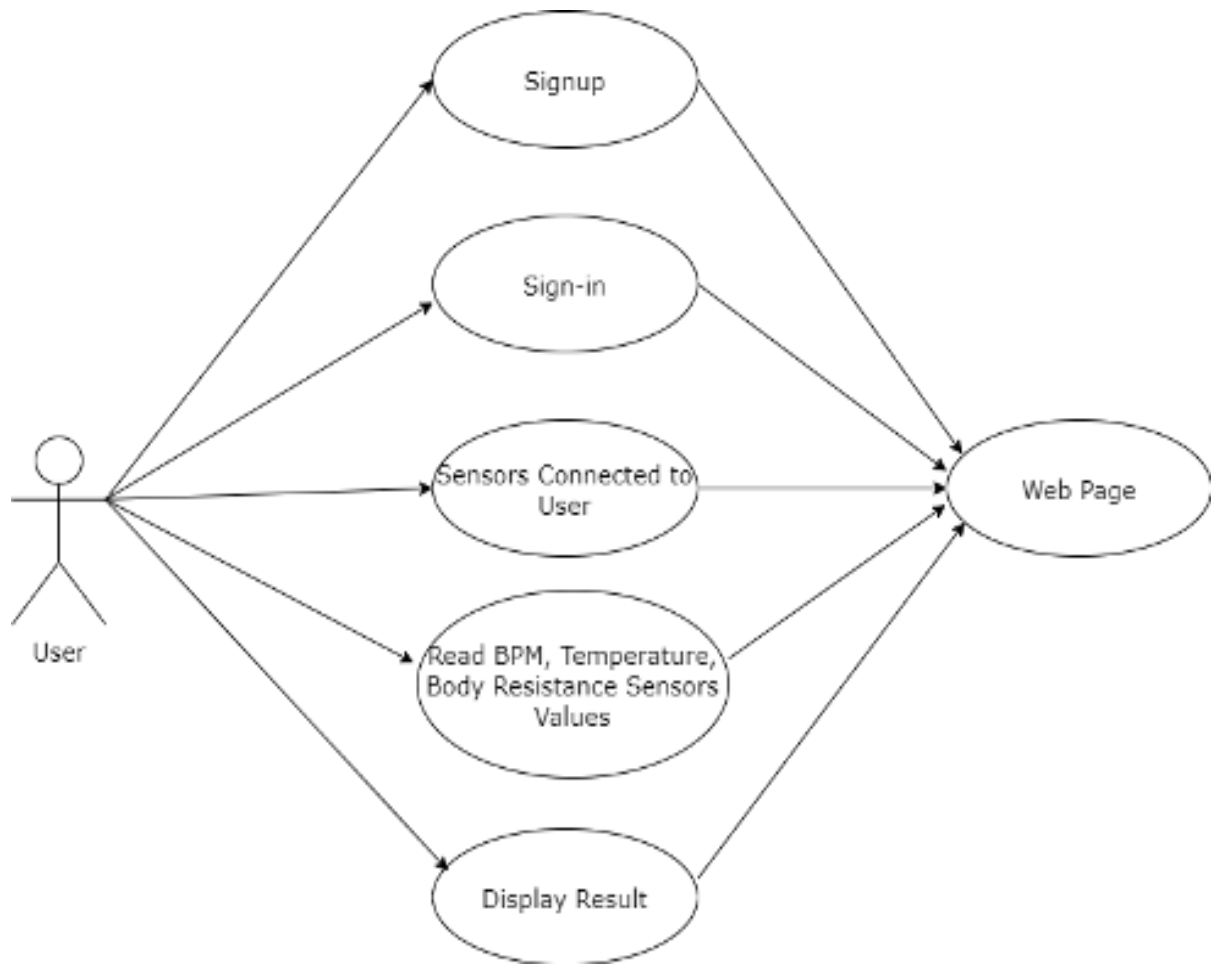 Signup
Sign-in
Sensors Connected to
User
Web Page
User
Read BPM, Temperature,
Body Resistance Sensors
Values
Display Result